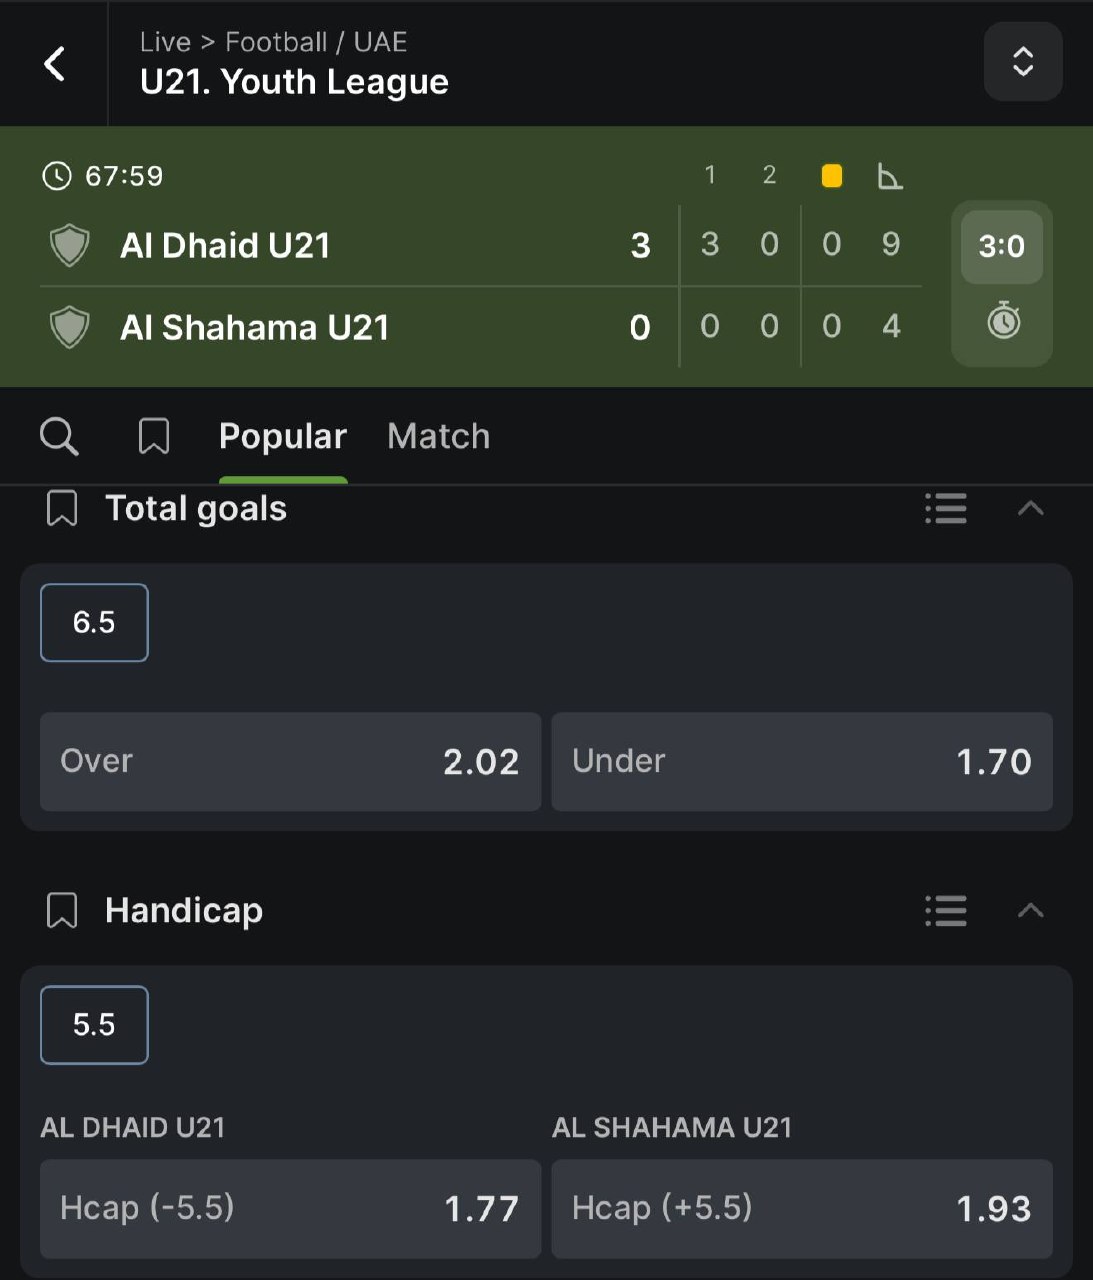 Live > Football / UAE
U21. Youth League
67:59 1 2
Al Dhaid U21 3 3 0 0 9 3:0
Al Shahama U21 0 0 0 0 4
Popular Match
Total goals
6.5
Over 2.02 Under 1.70
Handicap
5.5
AL DHAID U21 AL SHAHAMA U21
Hcap (-5.5) 1.77 Hcap (+5.5) 1.93